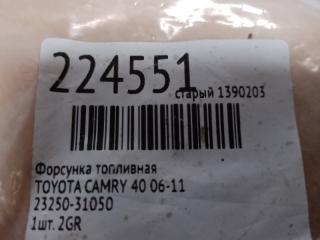 224551
старый 1390203
Форсунка топливная
TOYOTA CAMRY 40 06-11
23250-31050
1шт. 2GR